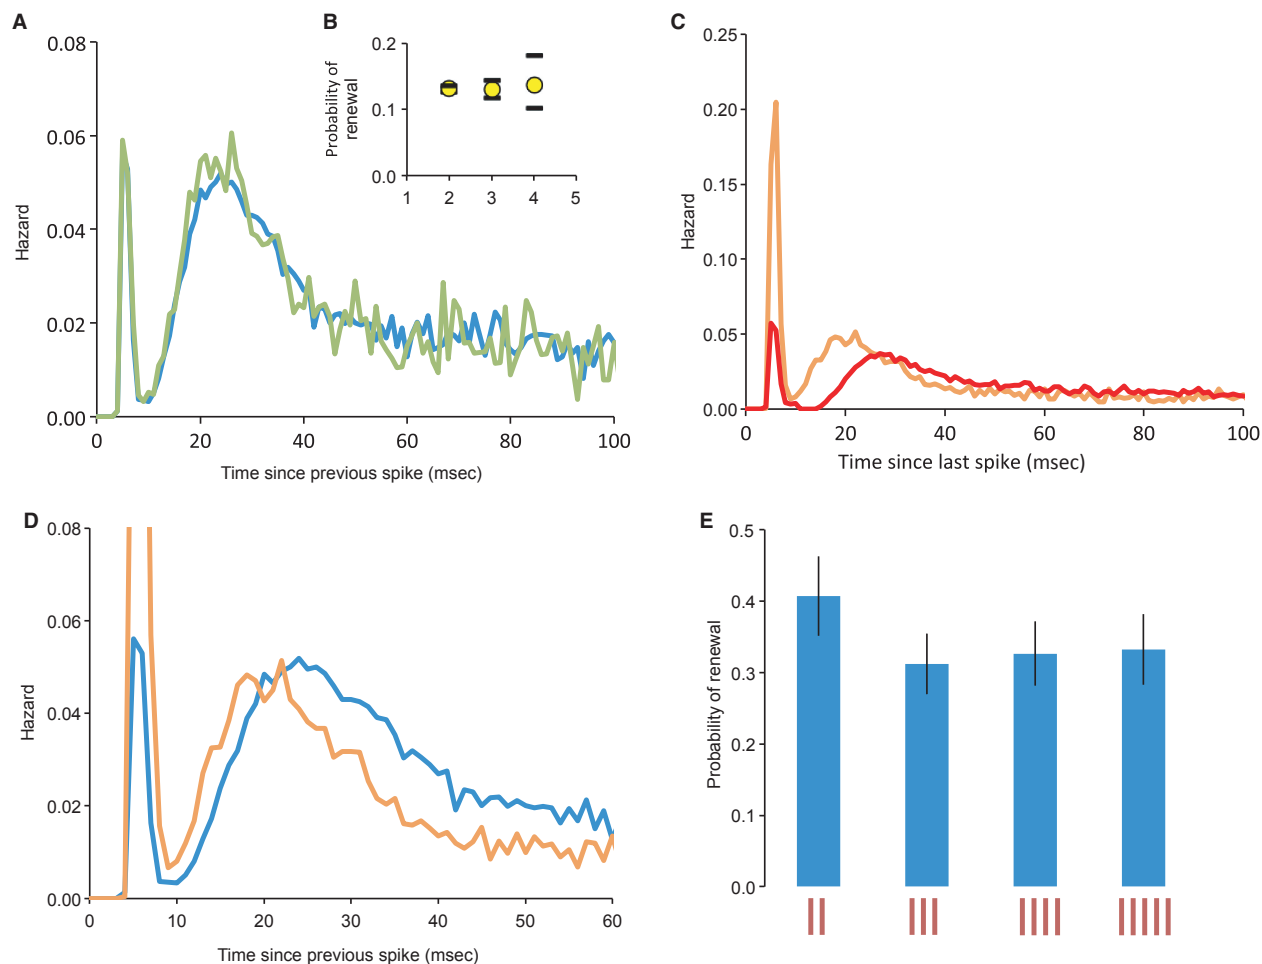 A
0.08
0.06
0.04
0.02
0.00
Hazard
0 20 40 60 80 100
Time since previous spike (msec)
B
0.2
0.1
0.0
Probability of
renewal
1 2 3 4 5
C
0.25
0.20
0.15
0.10
0.05
0.00
Hazard
0 20 40 60 80 100
Time since last spike (msec)
D
0.08
0.06
0.04
0.02
0.00
Hazard
0 10 20 30 40 50 60
Time since previous spike (msec)
E
0.5
0.4
0.3
0.2
0.1
0.0
Probability of renewal